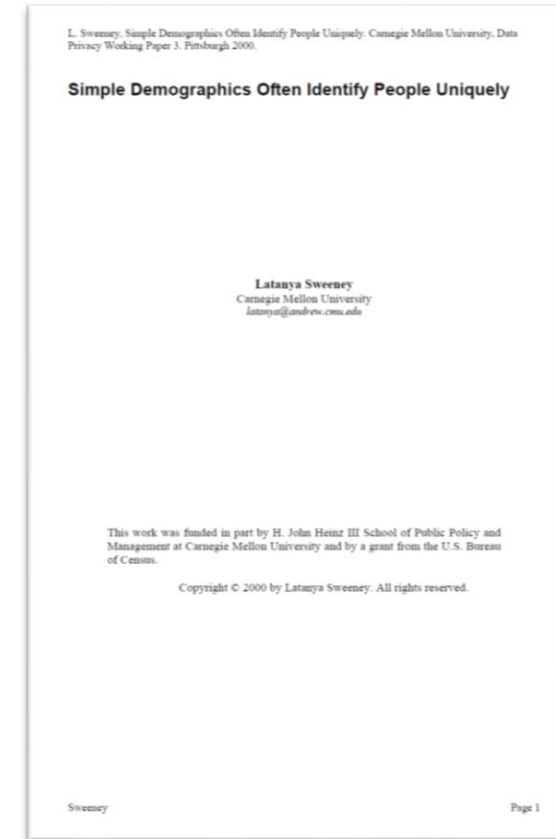 L. Sweeney, Simple Demographics Often Identify People Uniquely. Carnegie Mellon University, Data
Privacy Working Paper 3. Pittsburgh 2000.
Simple Demographics Often Identify People Uniquely
Latanya Sweeney
Carnegie Mellon University
latanya@andrew.cmu.edu
This work was funded in part by H. John Heinz III School of Public Policy and
Management at Carnegie Mellon University and by a grant from the U.S. Bureau
of Census.
Copyright © 2000 by Latanya Sweeney. All rights reserved.
Sweeney
Page 1